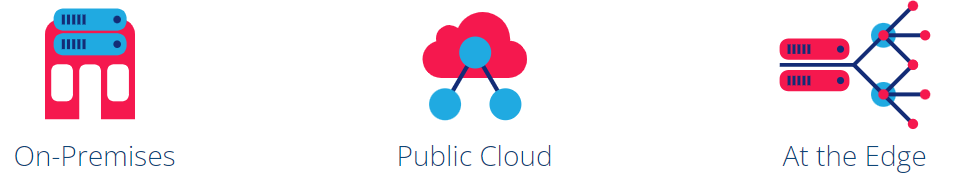 On-Premises
Public Cloud
At the Edge